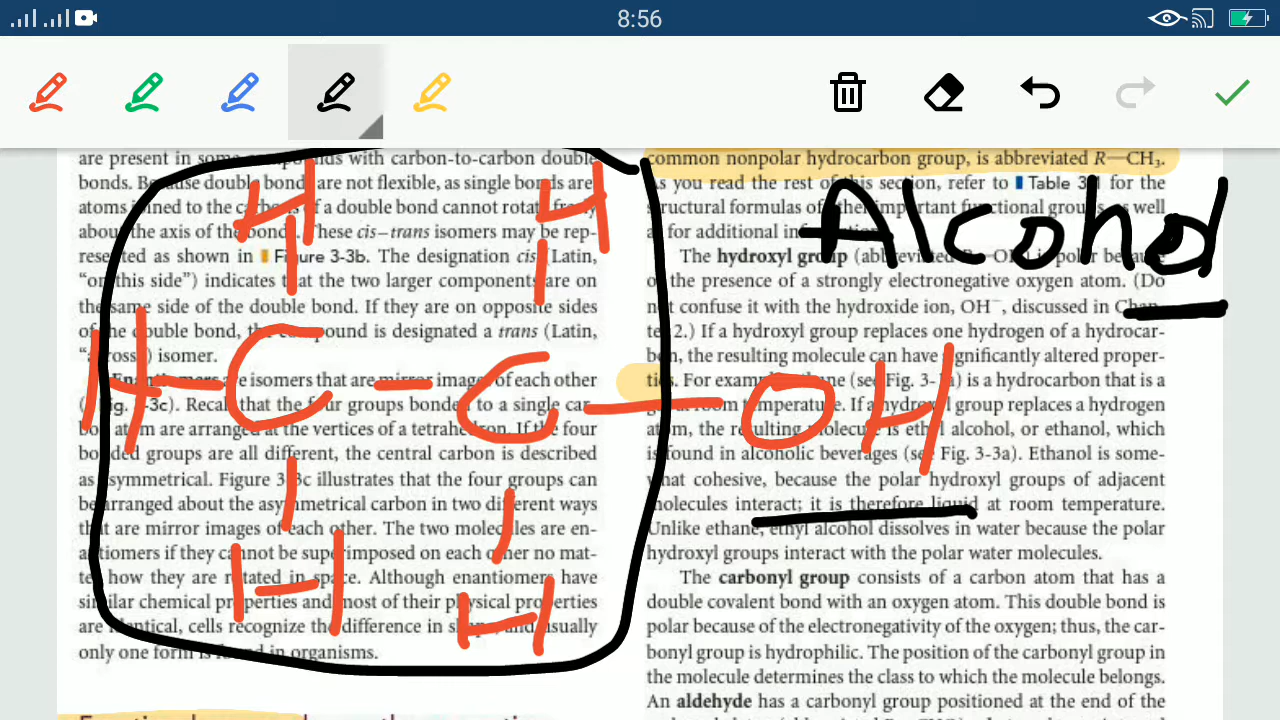 8:56
are present in some compounds with carbon-to-carbon double
bonds. Because double bonds are not flexible, as single bonds are,
atoms joined to the carbons of a double bond cannot rotate freely
about the axis of the bonds. These cis–trans isomers may be rep-
resented as shown in Figure 3-3b. The designation cis (Latin,
“on this side”) indicates that the two larger components are on
the same side of the double bond. If they are on opposite sides
of the double bond, the compound is designated a trans (Latin,
“across”) isomer.
Enantiomers are isomers that are mirror images of each other
( Fig. 3-3c). Recall that the four groups bonded to a single car-
bon atom are arranged at the vertices of a tetrahedron. If the four
bonded groups are all different, the central carbon is described
as asymmetrical. Figure 3-3c illustrates that the four groups can
be arranged about the asymmetrical carbon in two different ways
that are mirror images of each other. The two molecules are en-
antiomers if they cannot be superimposed on each other no mat-
ter how they are rotated in space. Although enantiomers have
similar chemical properties and most of their physical properties
are identical, cells recognize the difference in shape, and usually
only one form is found in organisms.
common nonpolar hydrocarbon group, is abbreviated R—CH₃.
As you read the rest of this section, refer to Table 3-1 for the
structural formulas of other important functional groups, as well
as for additional
The hydroxyl group (abbreviated R—OH) is polar because
of the presence of a strongly electronegative oxygen atom. (Do
not confuse it with the hydroxide ion, OH⁻, discussed in Chap-
ter 2.) If a hydroxyl group replaces one hydrogen of a hydrocar-
bon, the resulting molecule can have significantly altered proper-
ties. For example, ethane (see Fig. 3-1a) is a hydrocarbon that is a
gas at room temperature. If a hydroxyl group replaces a hydrogen
atom, the resulting molecule is ethyl alcohol, or ethanol, which
is found in alcoholic beverages (see Fig. 3-3a). Ethanol is some-
what cohesive, because the polar hydroxyl groups of adjacent
molecules interact; it is therefore liquid at room temperature.
Unlike ethane, ethyl alcohol dissolves in water because the polar
hydroxyl groups interact with the polar water molecules.
The carbonyl group consists of a carbon atom that has a
double covalent bond with an oxygen atom. This double bond is
polar because of the electronegativity of the oxygen; thus, the car-
bonyl group is hydrophilic. The position of the carbonyl group in
the molecule determines the class to which the molecule belongs.
An aldehyde has a carbonyl group positioned at the end of the
Alcohol
H H
H – C – C — OH
H H